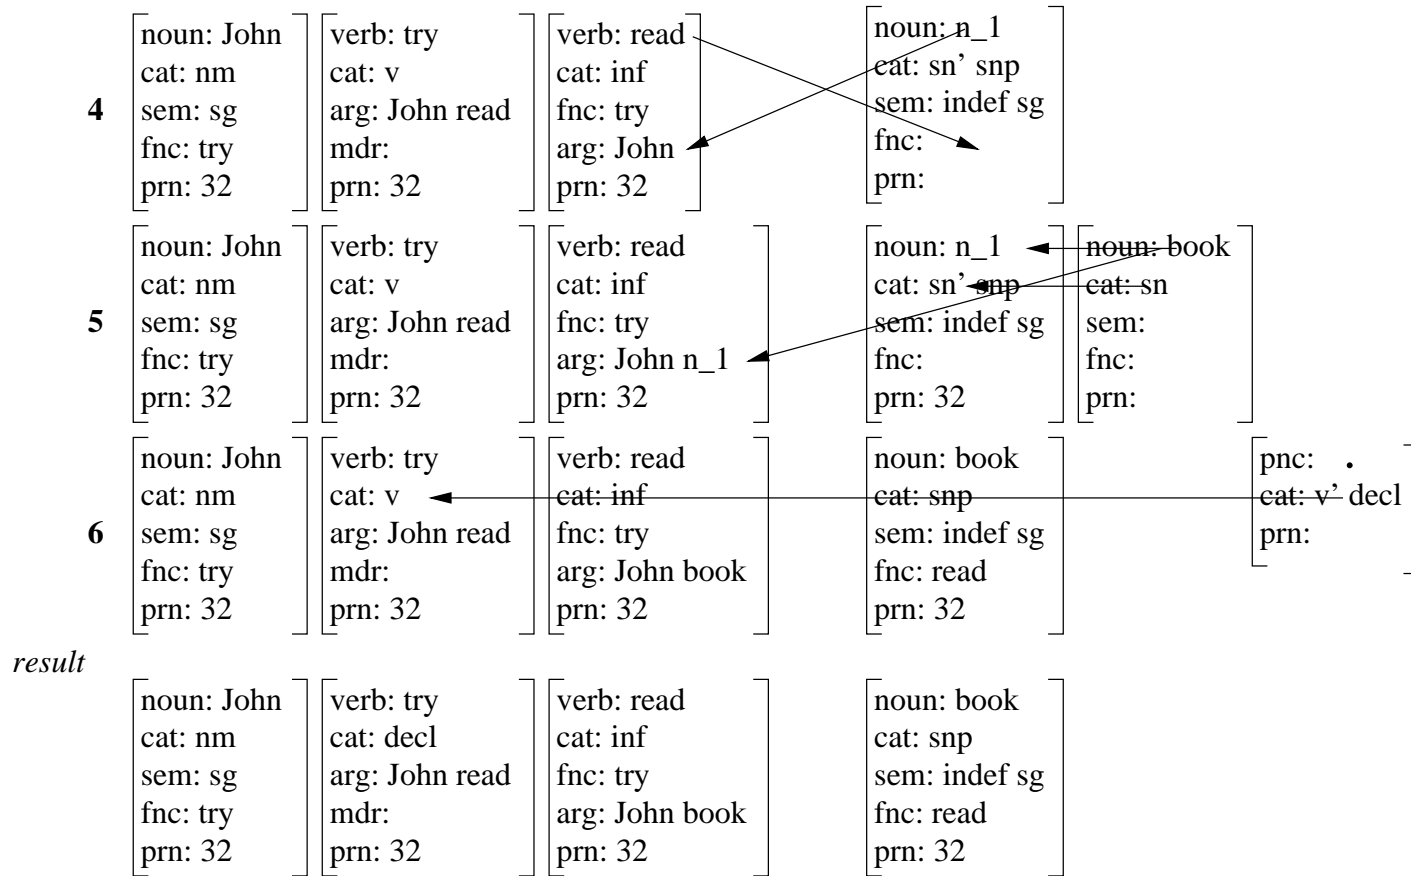 4
noun: John
cat: nm
sem: sg
fnc: try
prn: 32
verb: try
cat: v
arg: John read
mdr:
prn: 32
verb: read
cat: inf
fnc: try
arg: John
prn: 32
noun: n_1
cat: sn’ snp
sem: indef sg
fnc:
prn:
5
noun: John
cat: nm
sem: sg
fnc: try
prn: 32
verb: try
cat: v
arg: John read
mdr:
prn: 32
verb: read
cat: inf
fnc: try
arg: John n_1
prn: 32
noun: n_1
cat: sn’ snp
sem: indef sg
fnc:
prn: 32
noun: book
cat: sn
sem:
fnc:
prn:
6
noun: John
cat: nm
sem: sg
fnc: try
prn: 32
verb: try
cat: v
arg: John read
mdr:
prn: 32
verb: read
cat: inf
fnc: try
arg: John book
prn: 32
noun: book
cat: snp
sem: indef sg
fnc: read
prn: 32
pnc: .
cat: v’ decl
prn:
result
noun: John
cat: nm
sem: sg
fnc: try
prn: 32
verb: try
cat: decl
arg: John read
mdr:
prn: 32
verb: read
cat: inf
fnc: try
arg: John book
prn: 32
noun: book
cat: snp
sem: indef sg
fnc: read
prn: 32